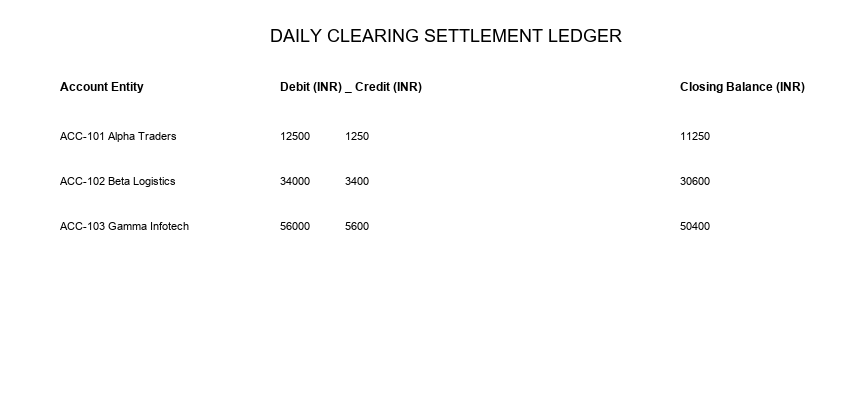 DAILY CLEARING SETTLEMENT LEDGER
Account Entity Debit (INR) _ Credit (INR) Closing Balance (INR)
ACC-101 Alpha Traders 12500 1250 11250
ACC-102 Beta Logistics 34000 3400 30600
ACC-103 Gamma Infotech 56000 5600 50400